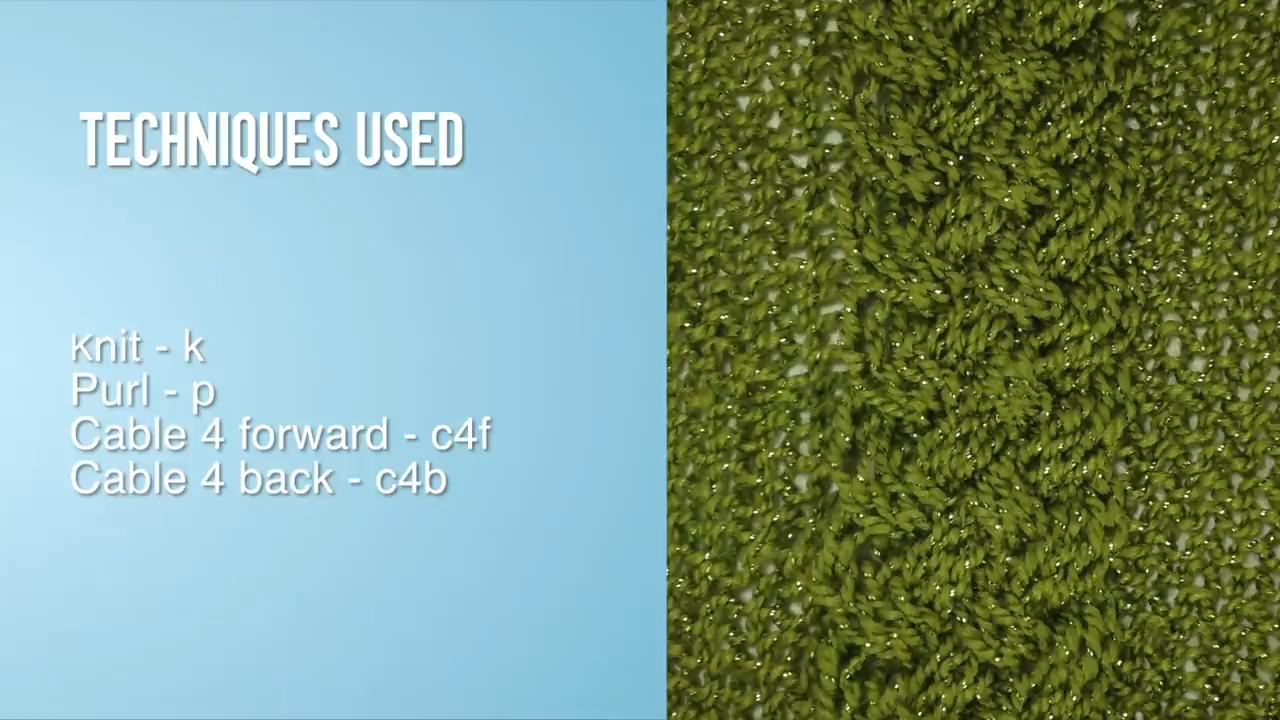 TECHNIQUES USED
Knit - k
Purl - p
Cable 4 forward - c4f
Cable 4 back - c4b